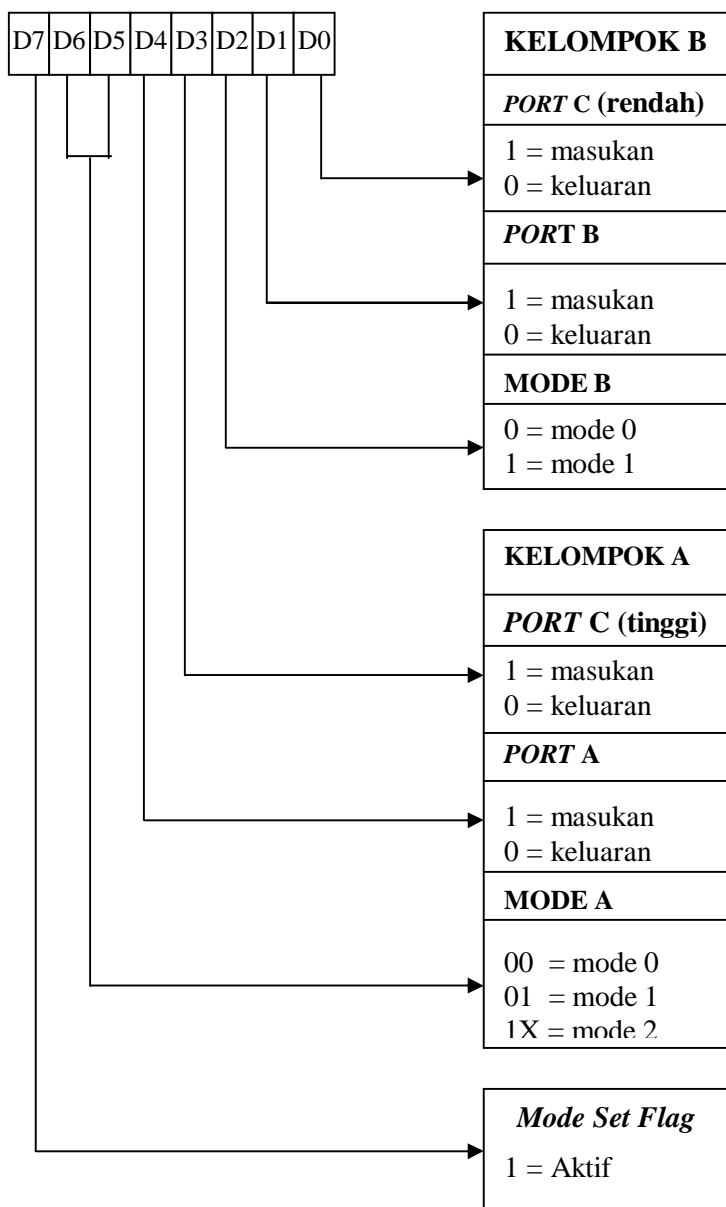 D7 D6 D5 D4 D3 D2 D1 D0
KELOMPOK B
PORT C (rendah)
1 = masukan
0 = keluaran
PORT B
1 = masukan
0 = keluaran
MODE B
0 = mode 0
1 = mode 1
KELOMPOK A
PORT C (tinggi)
1 = masukan
0 = keluaran
PORT A
1 = masukan
0 = keluaran
MODE A
00 = mode 0
01 = mode 1
1X = mode 2
Mode Set Flag
1 = Aktif